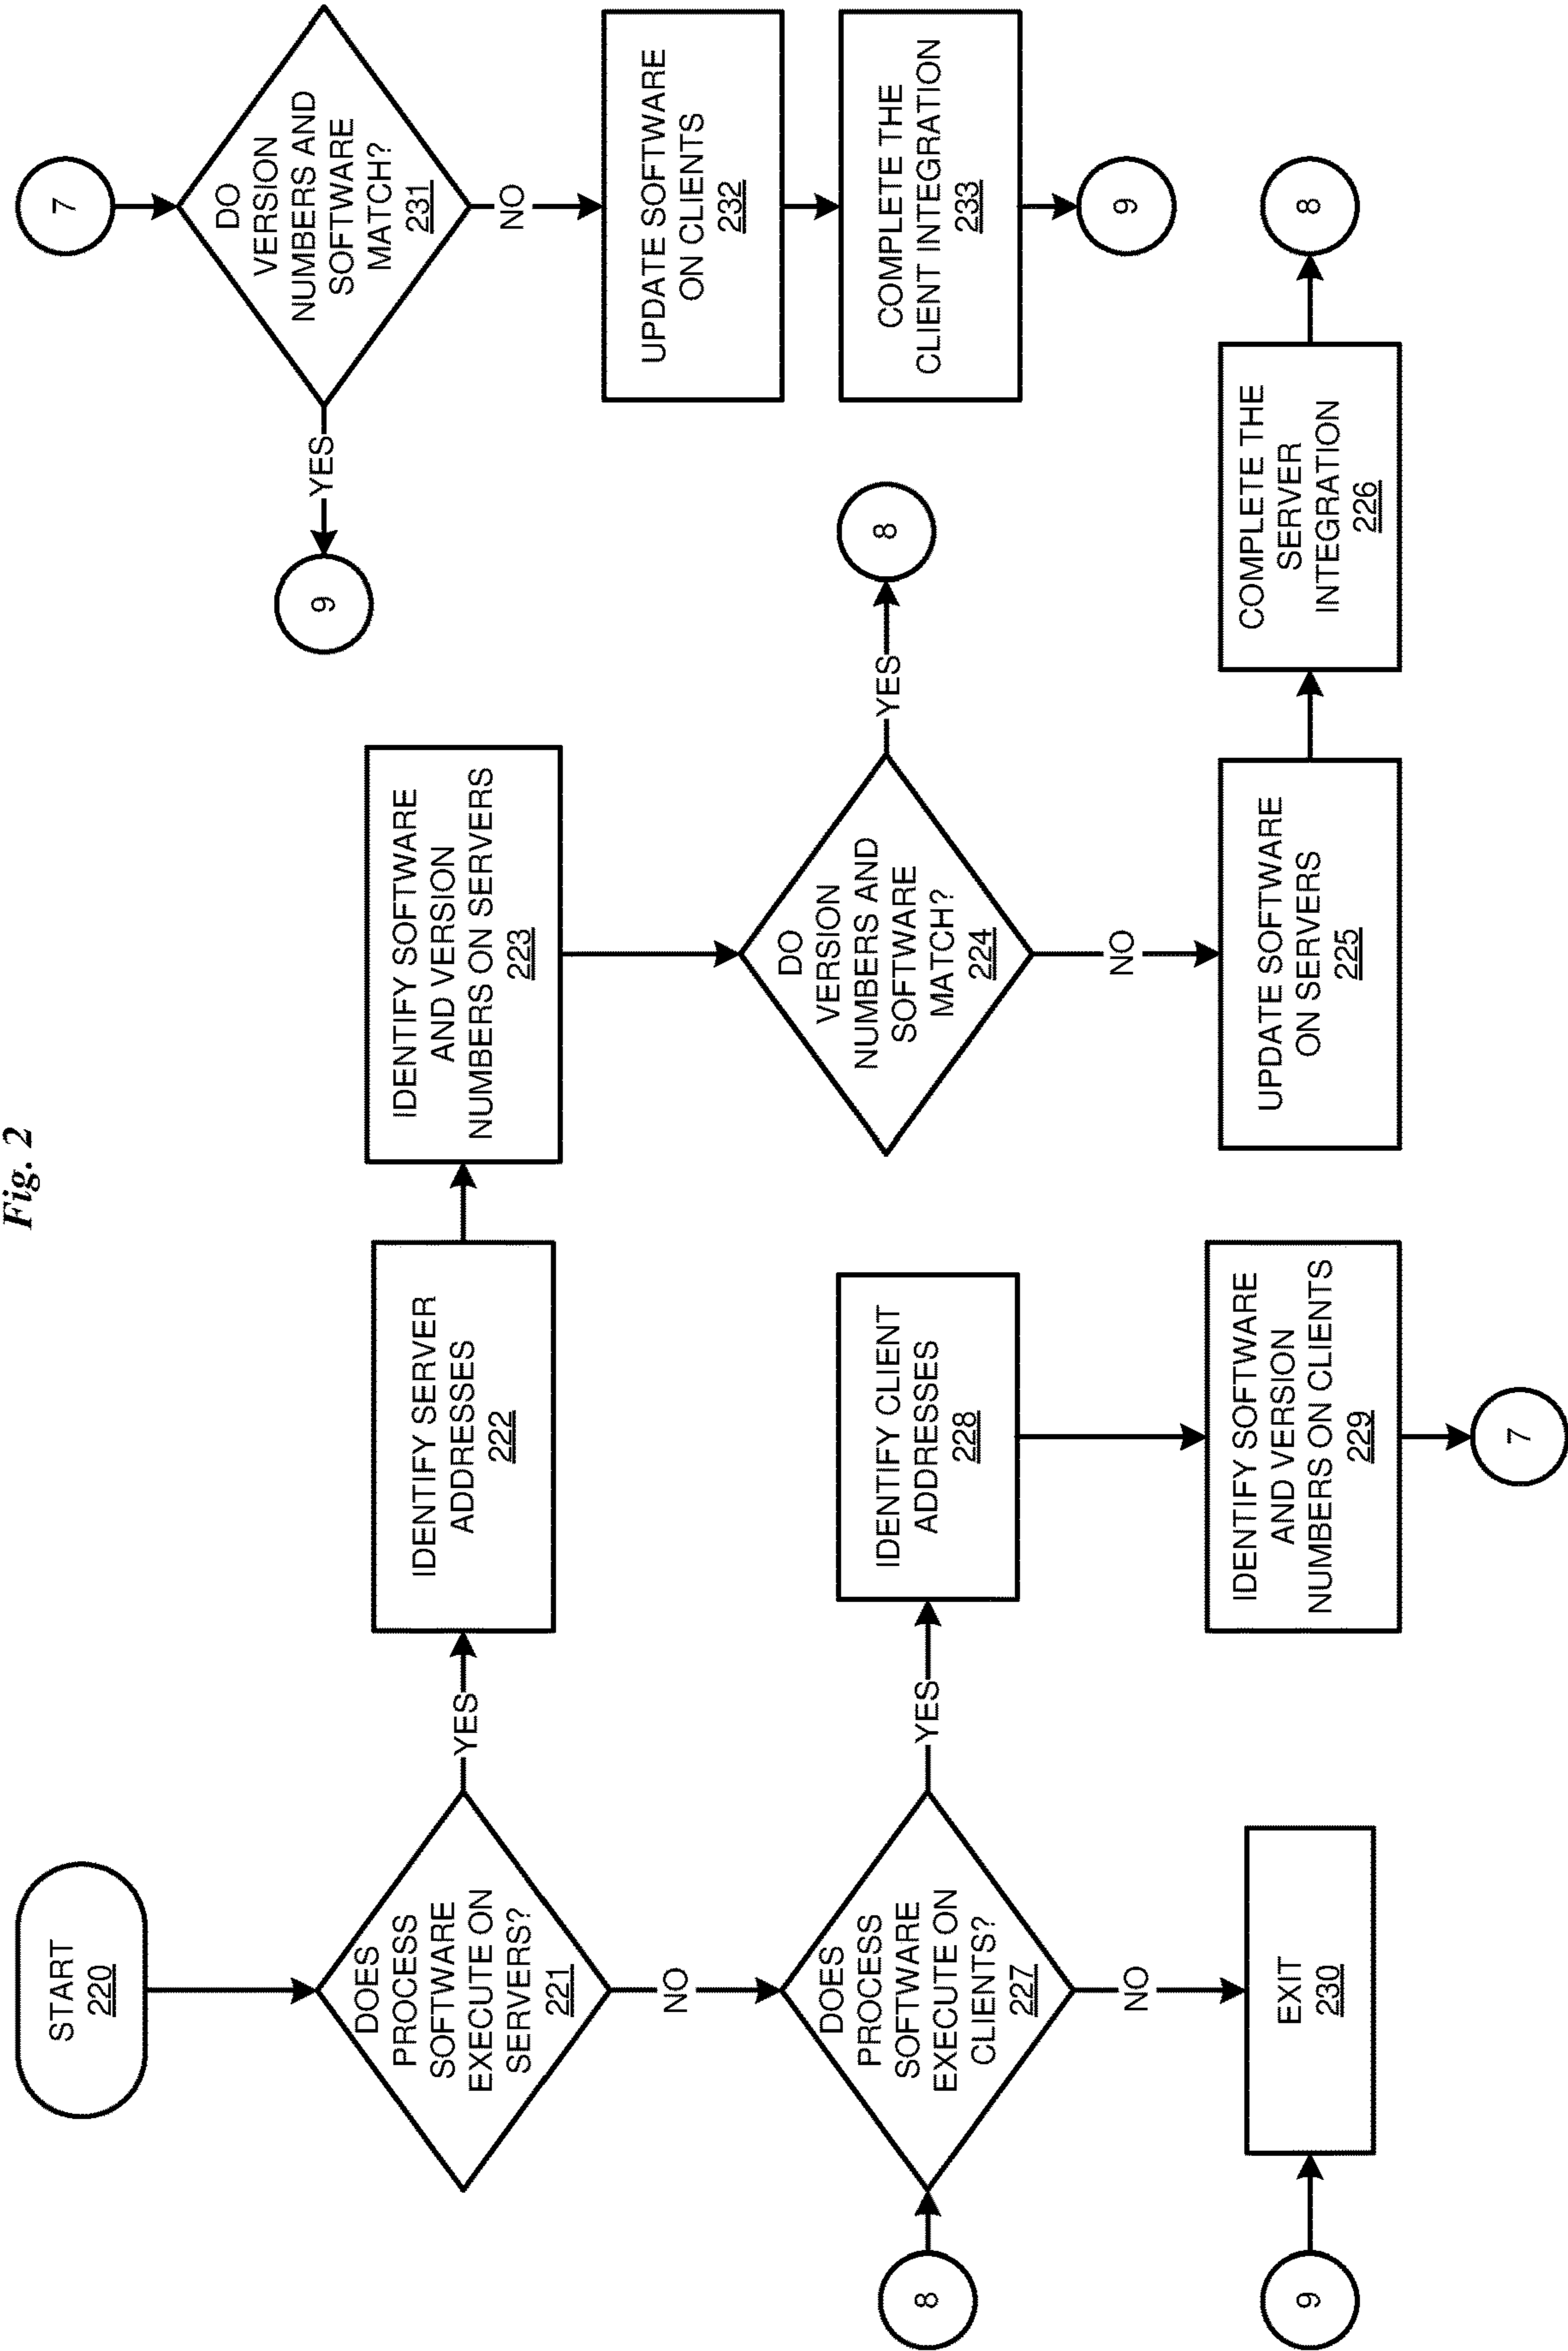 Fig. 2
START
220
DOES
PROCESS
SOFTWARE
EXECUTE ON
SERVERS?
221
YES
NO
IDENTIFY SERVER
ADDRESSES
222
IDENTIFY SOFTWARE
AND VERSION
NUMBERS ON SERVERS
223
DO
VERSION
NUMBERS AND
SOFTWARE
MATCH?
224
YES
8
NO
UPDATE SOFTWARE
ON SERVERS
225
COMPLETE THE
SERVER
INTEGRATION
226
8
8
DOES
PROCESS
SOFTWARE
EXECUTE ON
CLIENTS?
227
YES
NO
IDENTIFY CLIENT
ADDRESSES
228
IDENTIFY SOFTWARE
AND VERSION
NUMBERS ON CLIENTS
229
7
9
EXIT
230
7
DO
VERSION
NUMBERS AND
SOFTWARE
MATCH?
231
YES
9
NO
UPDATE SOFTWARE
ON CLIENTS
232
COMPLETE THE
CLIENT INTEGRATION
233
9